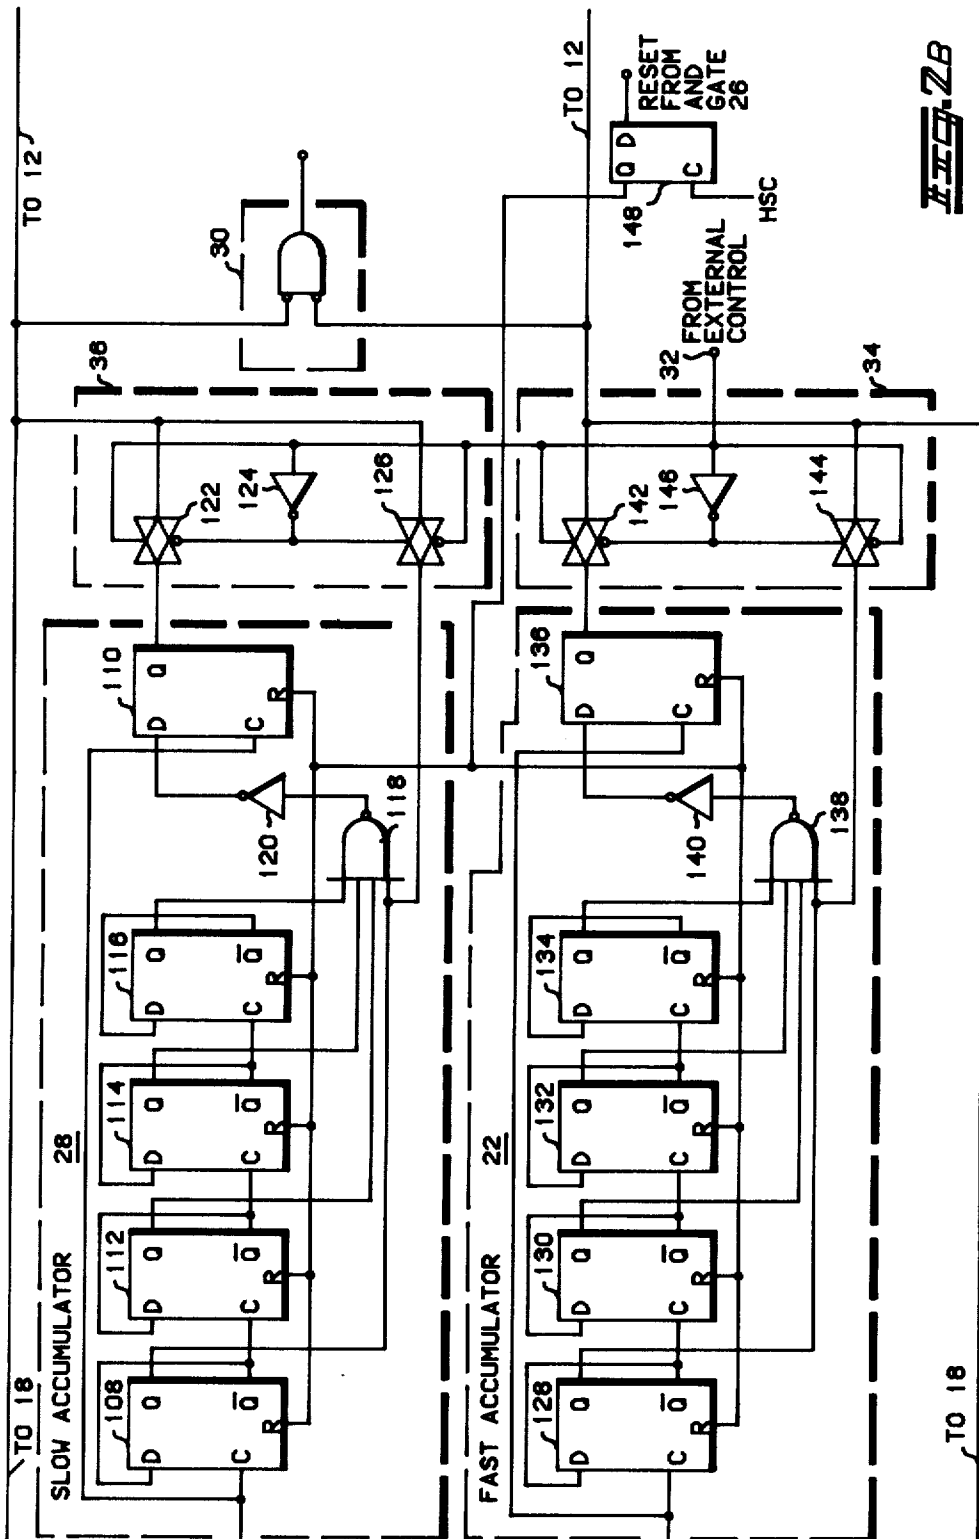 TO 18
TO 12
SLOW ACCUMULATOR
28
36
108
112
114
116
110
D Q
D Q
D Q
D Q
D Q
C Q̅
C Q̅
C Q̅
C Q̅
C
R
R
R
R
R
120
118
122
124
126
30
FAST ACCUMULATOR
22
128
130
132
134
136
D Q
D Q
D Q
D Q
D Q
C Q̅
C Q̅
C Q̅
C Q̅
C
R
R
R
R
R
140
138
142
146
144
34
32
FROM
EXTERNAL
CONTROL
TO 12
148
Q D
C
HSC
RESET
FROM
AND
GATE
26
TO 18
FIG. 2B